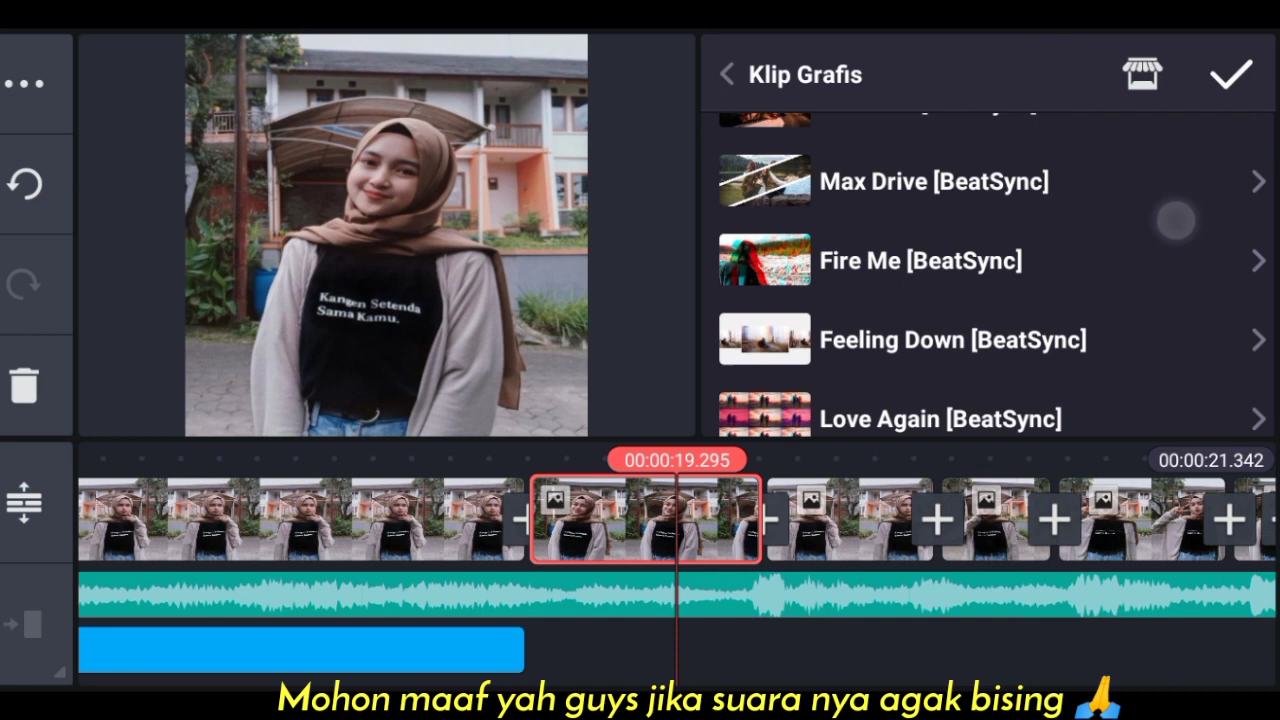 Klip Grafis
Max Drive [BeatSync]
Fire Me [BeatSync]
Feeling Down [BeatSync]
Love Again [BeatSync]
Kangen Setenda
Sama Kamu.
00:00:19.295
00:00:21.342
Mohon maaf yah guys jika suara nya agak bising 🙏